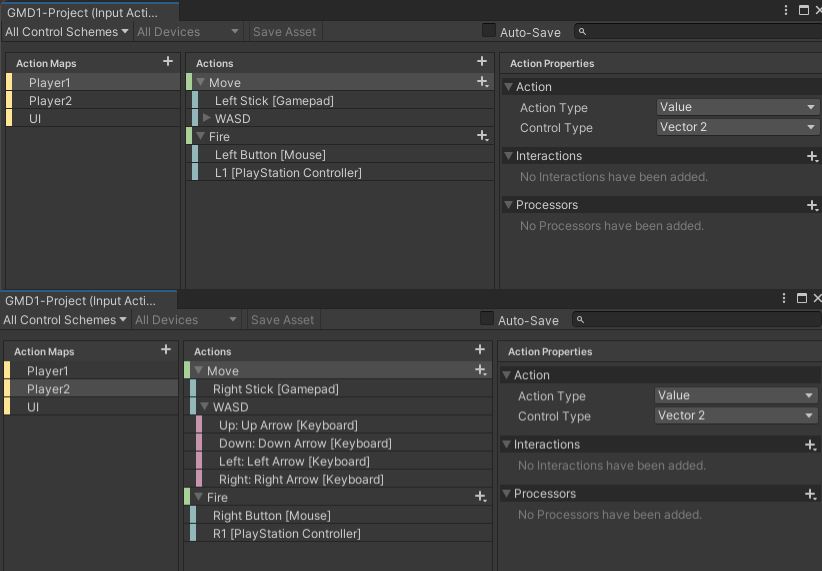 GMD1-Project (Input Acti...
All Control Schemes All Devices Save Asset Auto-Save
Action Maps Actions Action Properties
Player1 Move Action
Player2 Left Stick [Gamepad] Action Type Value
UI WASD Control Type Vector 2
Fire
Left Button [Mouse] Interactions
L1 [PlayStation Controller] No Interactions have been added.
Processors
No Processors have been added.
GMD1-Project (Input Acti...
All Control Schemes All Devices Save Asset Auto-Save
Action Maps Actions Action Properties
Player1 Move Action
Player2 Right Stick [Gamepad] Action Type Value
UI WASD Control Type Vector 2
Up: Up Arrow [Keyboard]
Down: Down Arrow [Keyboard] Interactions
Left: Left Arrow [Keyboard] No Interactions have been added.
Right: Right Arrow [Keyboard]
Fire Processors
Right Button [Mouse] No Processors have been added.
R1 [PlayStation Controller]